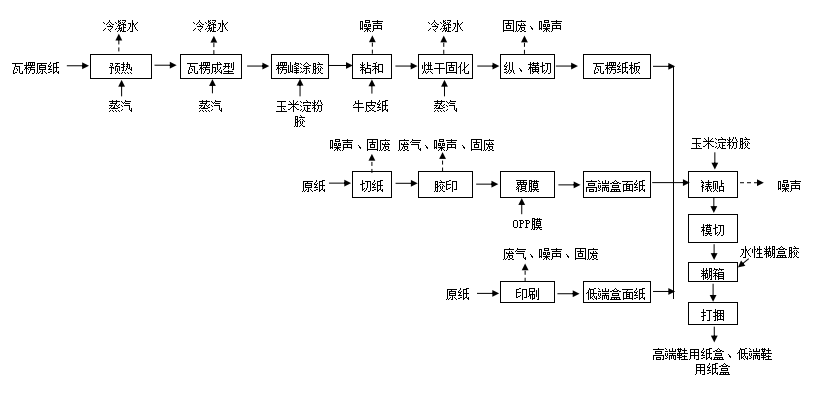 冷凝水
冷凝水
噪声
冷凝水
固废、噪声
瓦楞原纸
预热
瓦楞成型
楞峰涂胶
粘和
烘干固化
纵、横切
瓦楞纸板
蒸汽
蒸汽
玉米淀粉
胶
牛皮纸
蒸汽
噪声、固废
废气、噪声、固废
玉米淀粉胶
原纸
切纸
胶印
覆膜
高端盒面纸
裱贴
噪声
OPP膜
模切
废气、噪声、固废
水性糊盒胶
糊箱
原纸
印刷
低端盒面纸
打捆
高端鞋用纸盒、低端鞋
用纸盒